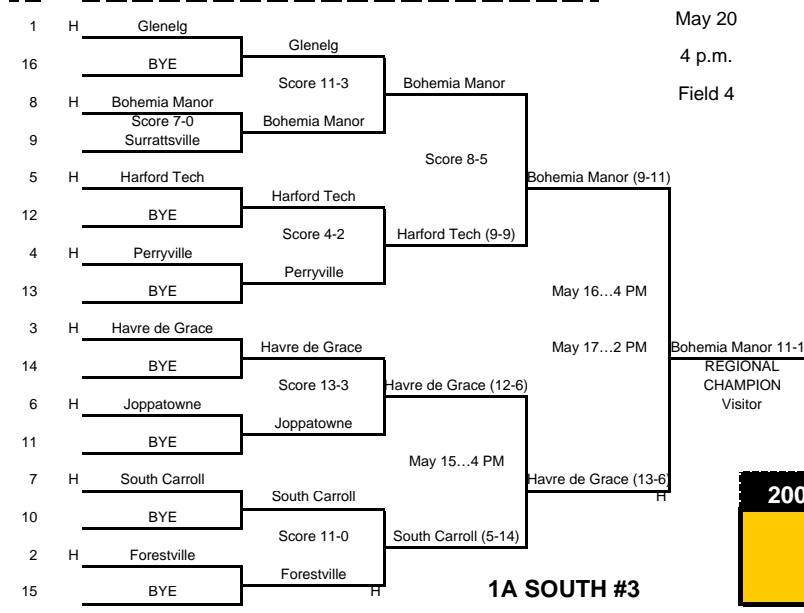 May 20
4 p.m.
Field 4
1 H Glenelg
Glenelg
16 BYE
Score 11-3
Bohemia Manor
8 H Bohemia Manor
Score 7-0
Bohemia Manor
9 Surrattsville
Score 8-5
5 H Harford Tech
Bohemia Manor (9-11)
Harford Tech
12 BYE
Score 4-2
Harford Tech (9-9)
4 H Perryville
Perryville
13 BYE
May 16…4 PM
3 H Havre de Grace
Havre de Grace
May 17…2 PM
Bohemia Manor 11-1
14 BYE
REGIONAL
CHAMPION
Visitor
Score 13-3
Havre de Grace (12-6)
6 H Joppatowne
Joppatowne
11 BYE
May 15…4 PM
7 H South Carroll
Havre de Grace (13-6)
H
South Carroll
10 BYE
200
Score 11-0
South Carroll (5-14)
2 H Forestville
Forestville
H
15 BYE
1A SOUTH #3